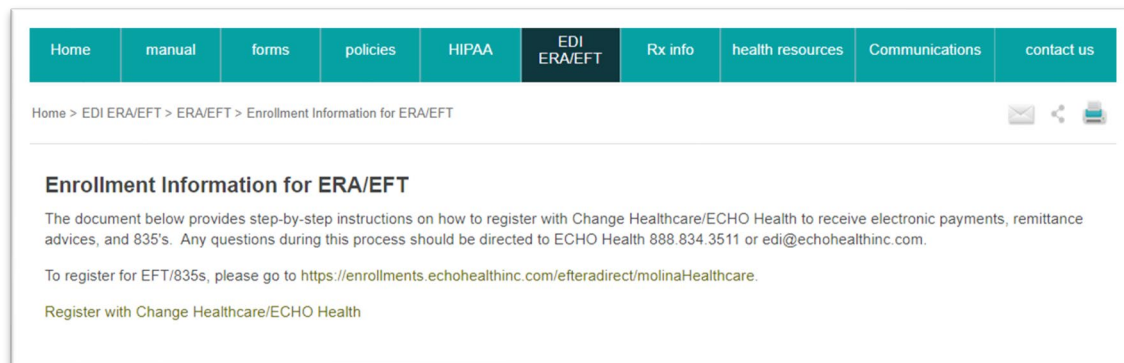 Home manual forms policies HIPAA EDI ERA/EFT Rx info health resources Communications contact us
Home > EDI ERA/EFT > ERA/EFT > Enrollment Information for ERA/EFT
Enrollment Information for ERA/EFT
The document below provides step-by-step instructions on how to register with Change Healthcare/ECHO Health to receive electronic payments, remittance
advices, and 835's.  Any questions during this process should be directed to ECHO Health 888.834.3511 or edi@echohealthinc.com.
To register for EFT/835s, please go to https://enrollments.echohealthinc.com/efteradirect/molinaHealthcare.
Register with Change Healthcare/ECHO Health